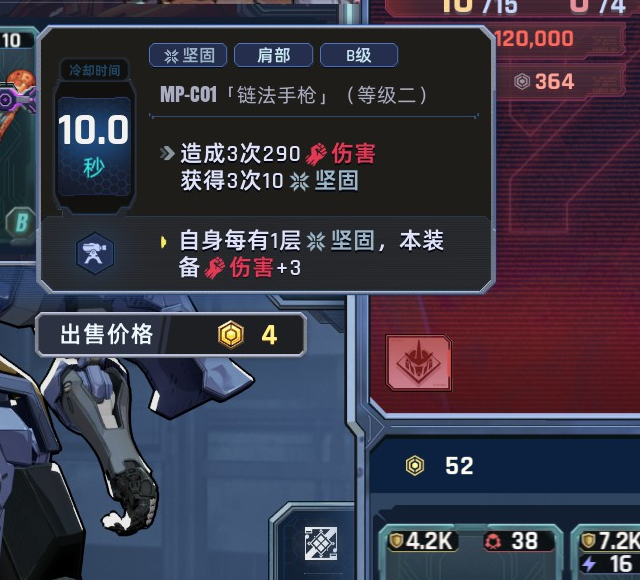 10
/15
/4
120,000
364
坚固
肩部
B级
冷却时间
10.0
秒
MP-C01「链法手枪」（等级二）
造成3次290 伤害
获得3次10 坚固
B
自身每有1层 坚固，本装
备 伤害+3
出售价格 4
52
4.2K 38
7.2K
16